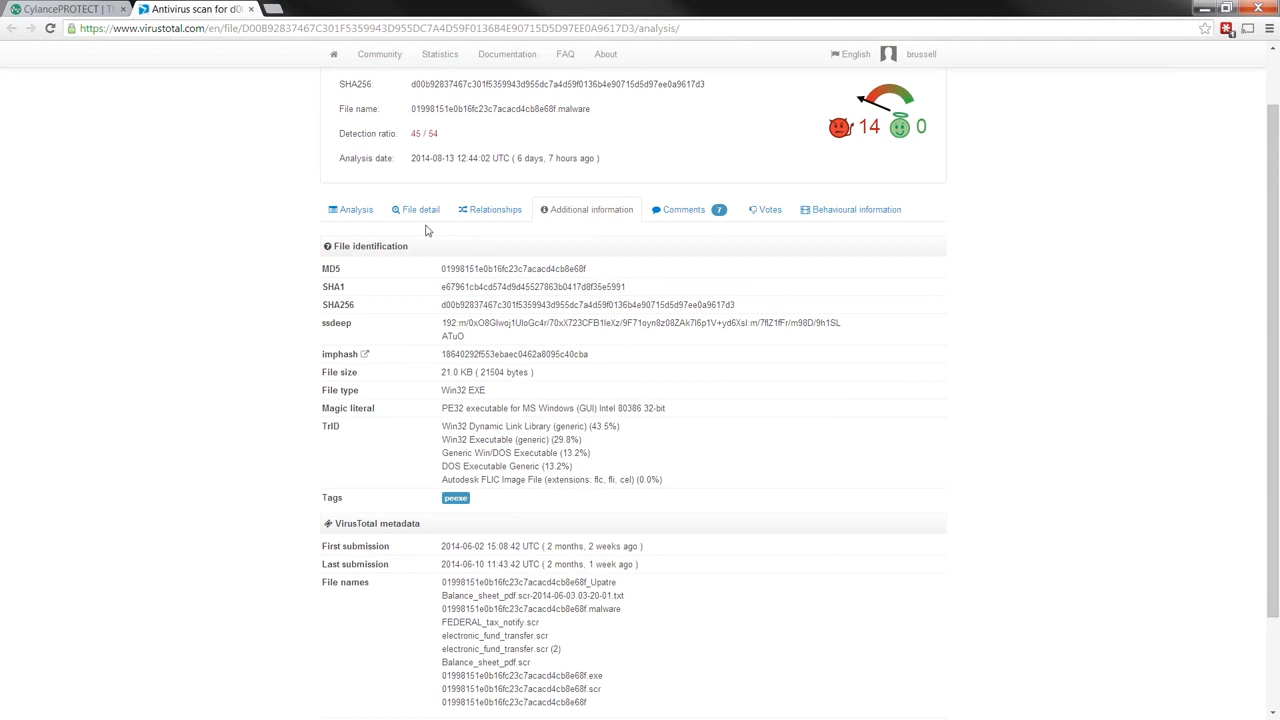 CylancePROTECT | Th
Antivirus scan for d0
https://www.virustotal.com/en/file/D00B92837467C301F5359943D955DC7A4D59F0136B4E90715D5D97EE0A9617D3/analysis/
Community Statistics Documentation FAQ About English brussell
SHA256: d00b92837467c301f5359943d955dc7a4d59f0136b4e90715d5d97ee0a9617d3
File name: 01998151e0b16fc23c7acacd4cb8e68f.malware
Detection ratio: 45 / 54
14 0
Analysis date: 2014-08-13 12:44:02 UTC ( 6 days, 7 hours ago )
Analysis File detail Relationships Additional information Comments 7 Votes Behavioural information
File identification
MD5 01998151e0b16fc23c7acacd4cb8e68f
SHA1 e67961cb4cd574d9d45527863b0417d8f35e5991
SHA256 d00b92837467c301f5359943d955dc7a4d59f0136b4e90715d5d97ee0a9617d3
ssdeep
imphash 18640292f553ebaec0462a8095c40cba
File size 21.0 KB ( 21504 bytes )
File type Win32 EXE
Magic literal PE32 executable for MS Windows (GUI) Intel 80386 32-bit
TrID Win32 Dynamic Link Library (generic) (43.5%)
Win32 Executable (generic) (29.8%)
Generic Win/DOS Executable (13.2%)
DOS Executable Generic (13.2%)
Autodesk FLIC Image File (extensions: flc, fli, cel) (0.0%)
Tags peexe
VirusTotal metadata
First submission 2014-06-02 15:08:42 UTC ( 2 months, 2 weeks ago )
Last submission 2014-06-10 11:43:42 UTC ( 2 months, 1 week ago )
File names 01998151e0b16fc23c7acacd4cb8e68f_Upatre
Balance_sheet_pdf.scr-2014-06-03.03-20-01.txt
01998151e0b16fc23c7acacd4cb8e68f.malware
FEDERAL_tax_notify.scr
electronic_fund_transfer.scr
electronic_fund_transfer.scr (2)
Balance_sheet_pdf.scr
01998151e0b16fc23c7acacd4cb8e68f.exe
01998151e0b16fc23c7acacd4cb8e68f.scr
01998151e0b16fc23c7acacd4cb8e68f